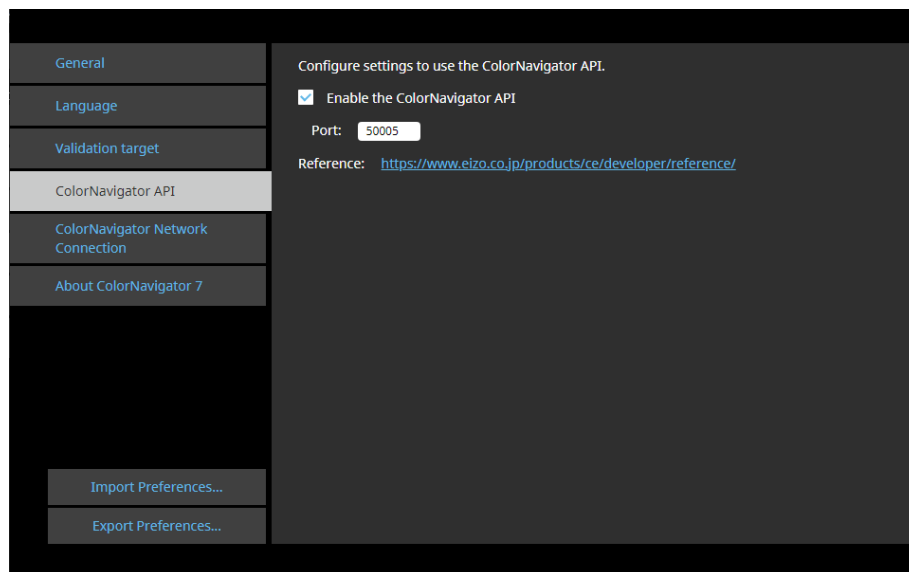 General
Language
Validation target
ColorNavigator API
ColorNavigator Network
Connection
About ColorNavigator 7
Import Preferences...
Export Preferences...
Configure settings to use the ColorNavigator API.
Enable the ColorNavigator API
Port: 50005
Reference: https://www.eizo.co.jp/products/ce/developer/reference/